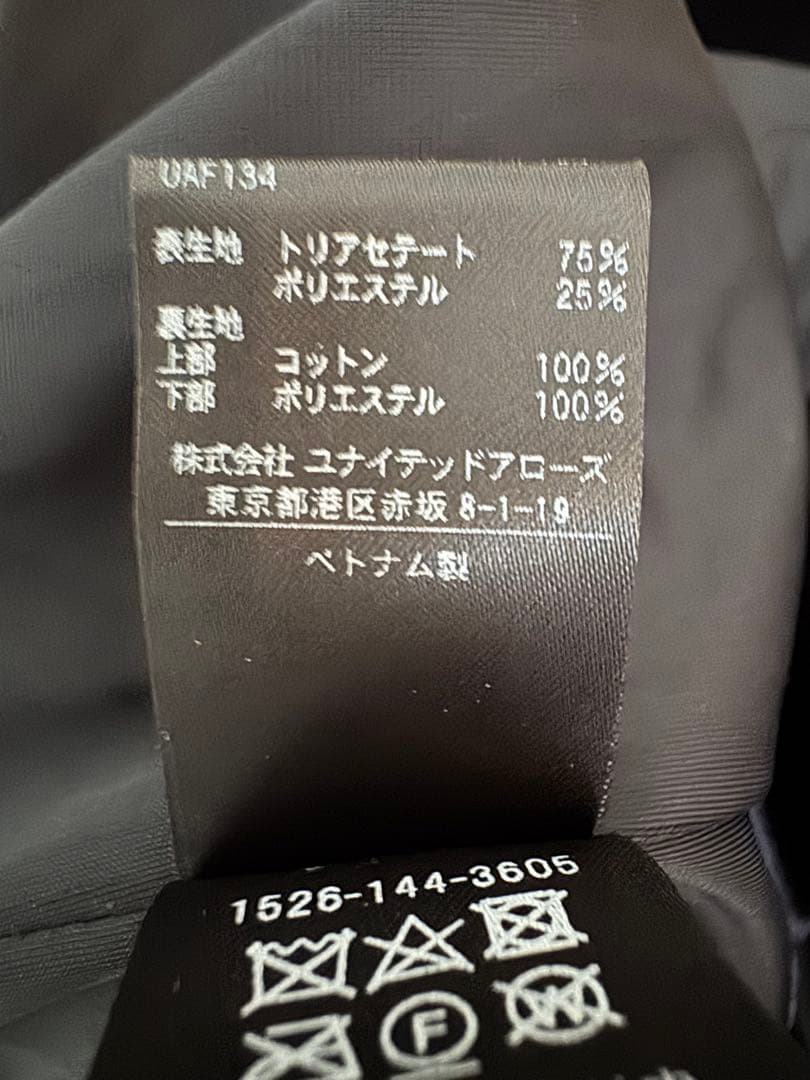 UAF134
表生地 トリアセテート 75%
ポリエステル 25%
裏生地
上部 コットン 100%
下部 ポリエステル 100%
株式会社 ユナイテッドアローズ
東京都港区赤坂 8-1-19
ベトナム製
1526-144-3605
F
W